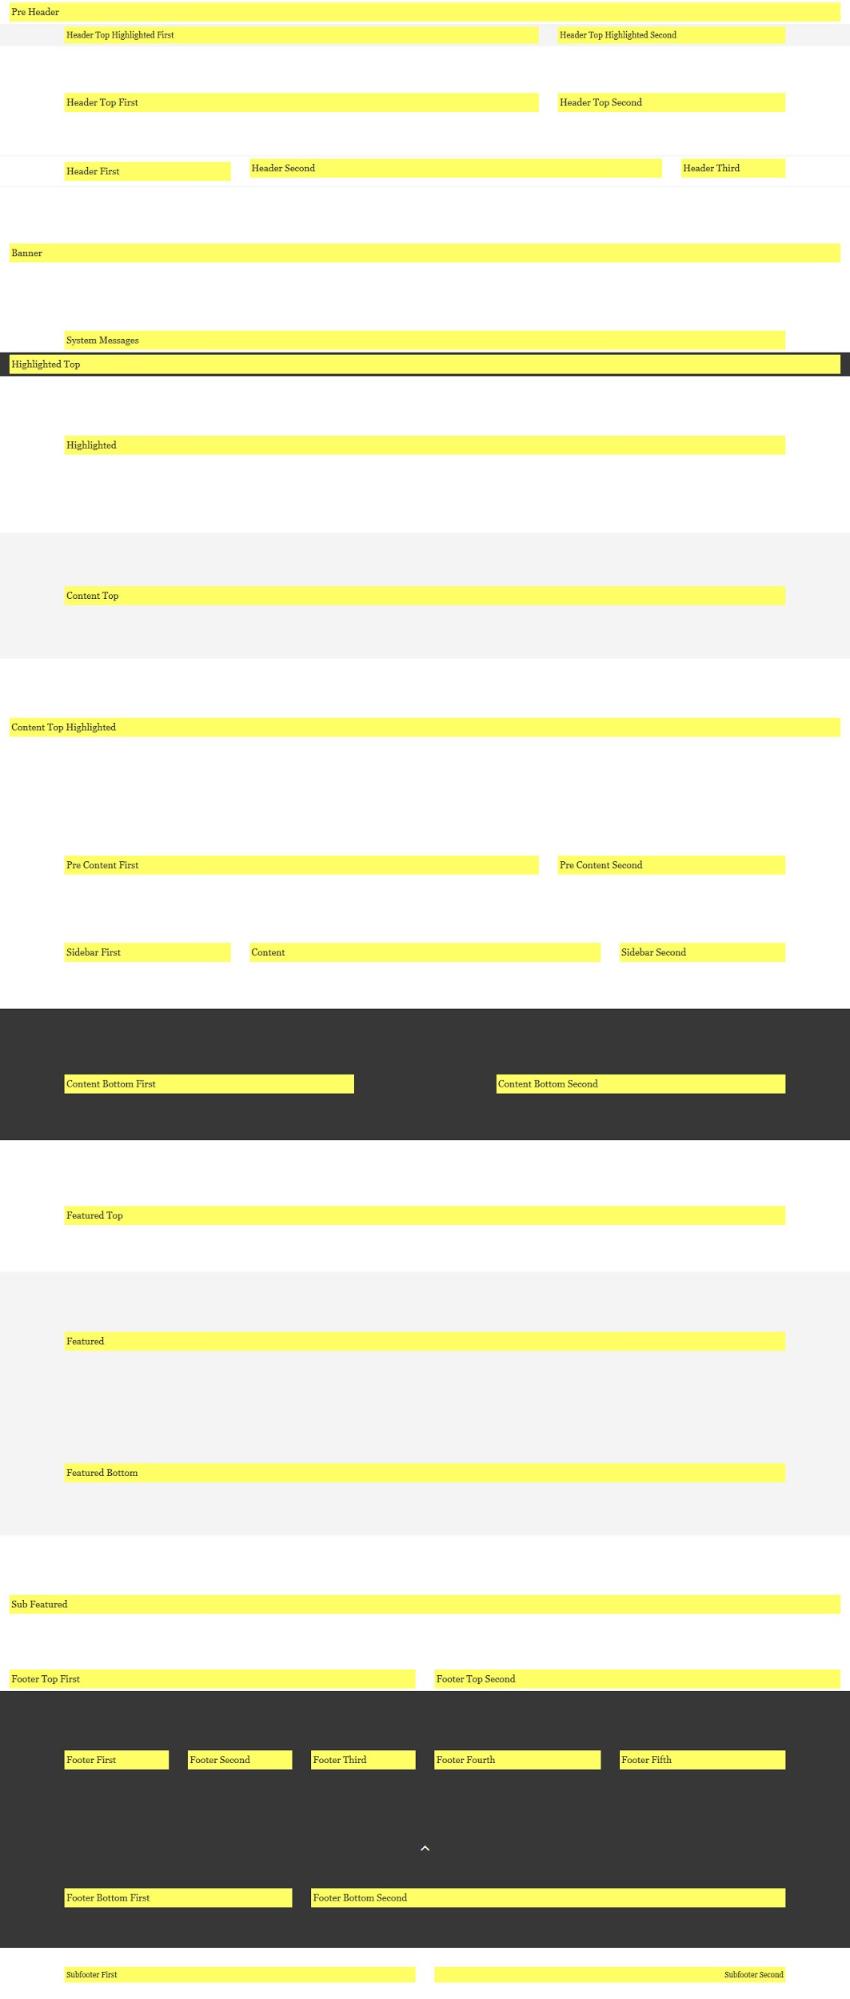 Pre Header
Header Top Highlighted First Header Top Highlighted Second
Header Top First Header Top Second
Header First Header Second Header Third
Banner
System Messages
Highlighted Top
Highlighted
Content Top
Content Top Highlighted
Pre Content First Pre Content Second
Sidebar First Content Sidebar Second
Content Bottom First Content Bottom Second
Featured Top
Featured
Featured Bottom
Sub Featured
Footer Top First Footer Top Second
Footer First Footer Second Footer Third Footer Fourth Footer Fifth
Footer Bottom First Footer Bottom Second
Subfooter First Subfooter Second